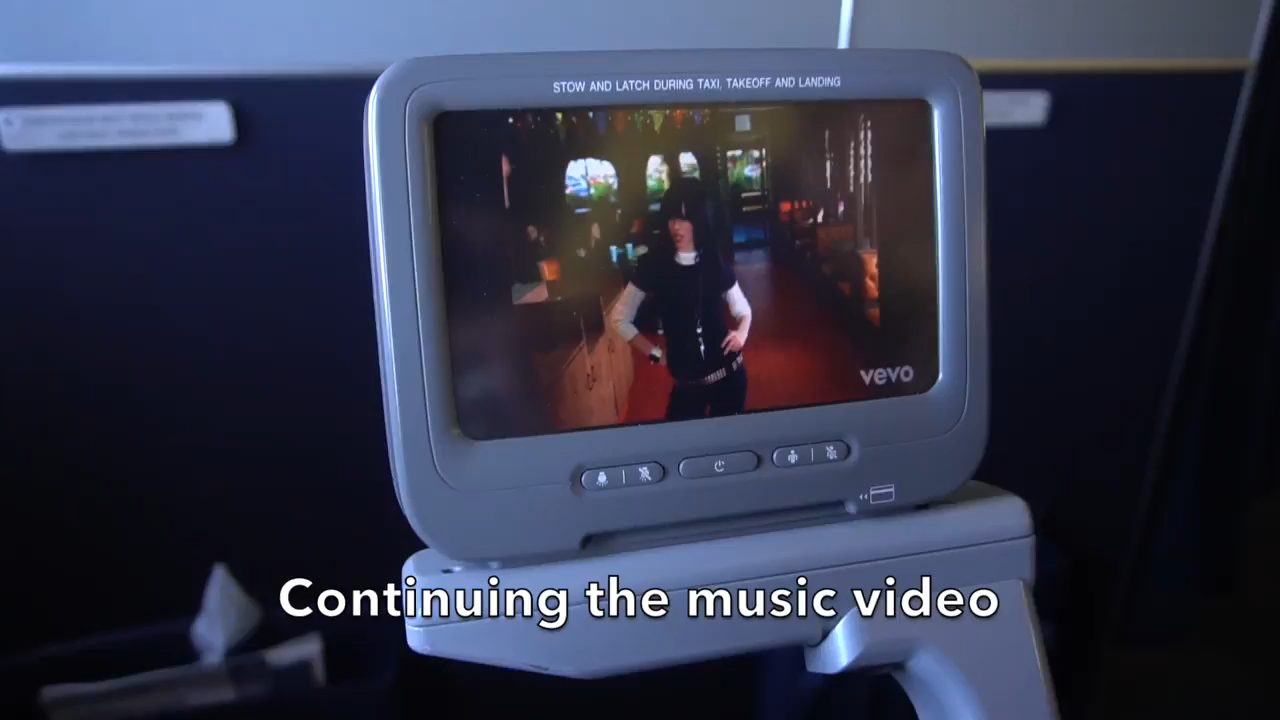 STOW AND LATCH DURING TAXI, TAKEOFF AND LANDING
vevo
Continuing the music video